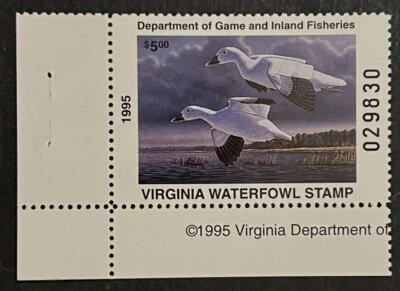 Department of Game and Inland Fisheries
$5.00
1995
029830
VIRGINIA WATERFOWL STAMP
©1995 Virginia Department of